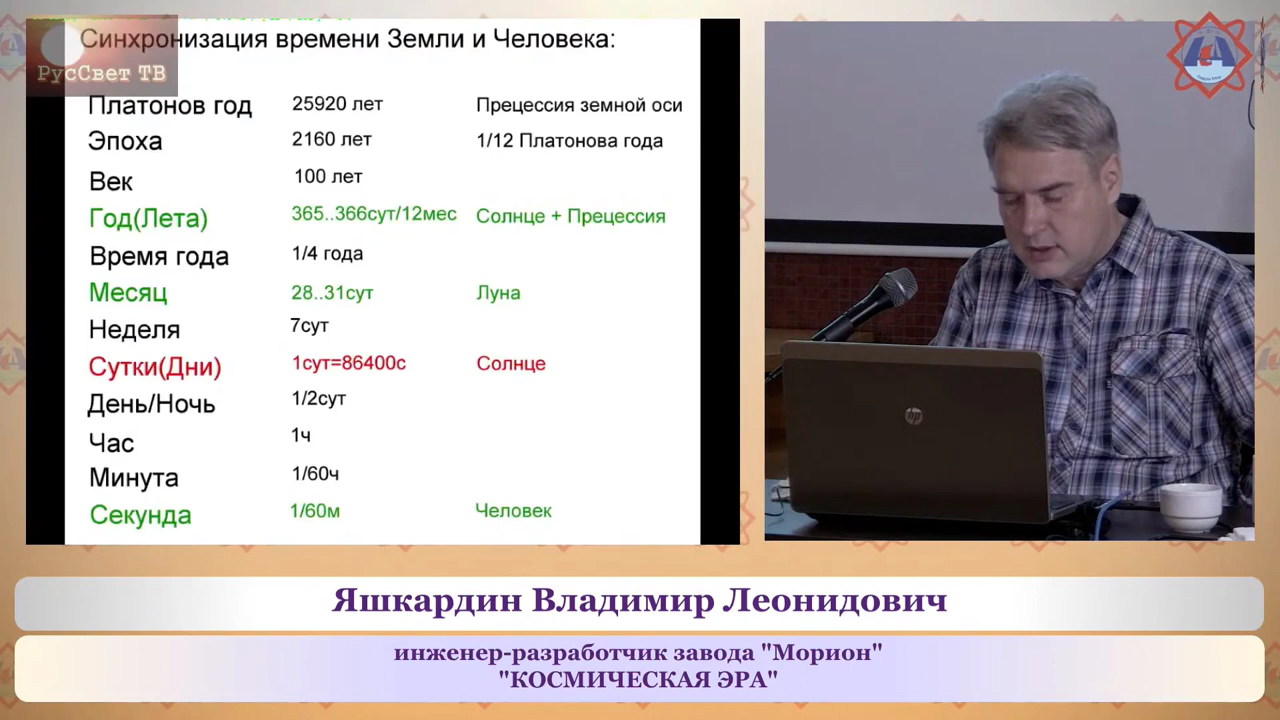 Синхронизация времени Земли и Человека:
РусСвет ТВ
Платонов год 25920 лет Прецессия земной оси
Эпоха 2160 лет 1/12 Платонова года
Век 100 лет
Год(Лета) 365..366сут/12мес Солнце + Прецессия
Время года 1/4 года
Месяц 28..31сут Луна
Неделя 7сут
Сутки(Дни) 1сут=86400с Солнце
День/Ночь 1/2сут
Час 1ч
Минута 1/60ч
Секунда 1/60м Человек
hp
Яшкардин Владимир Леонидович
инженер-разработчик завода "Морион"
"КОСМИЧЕСКАЯ ЭРА"